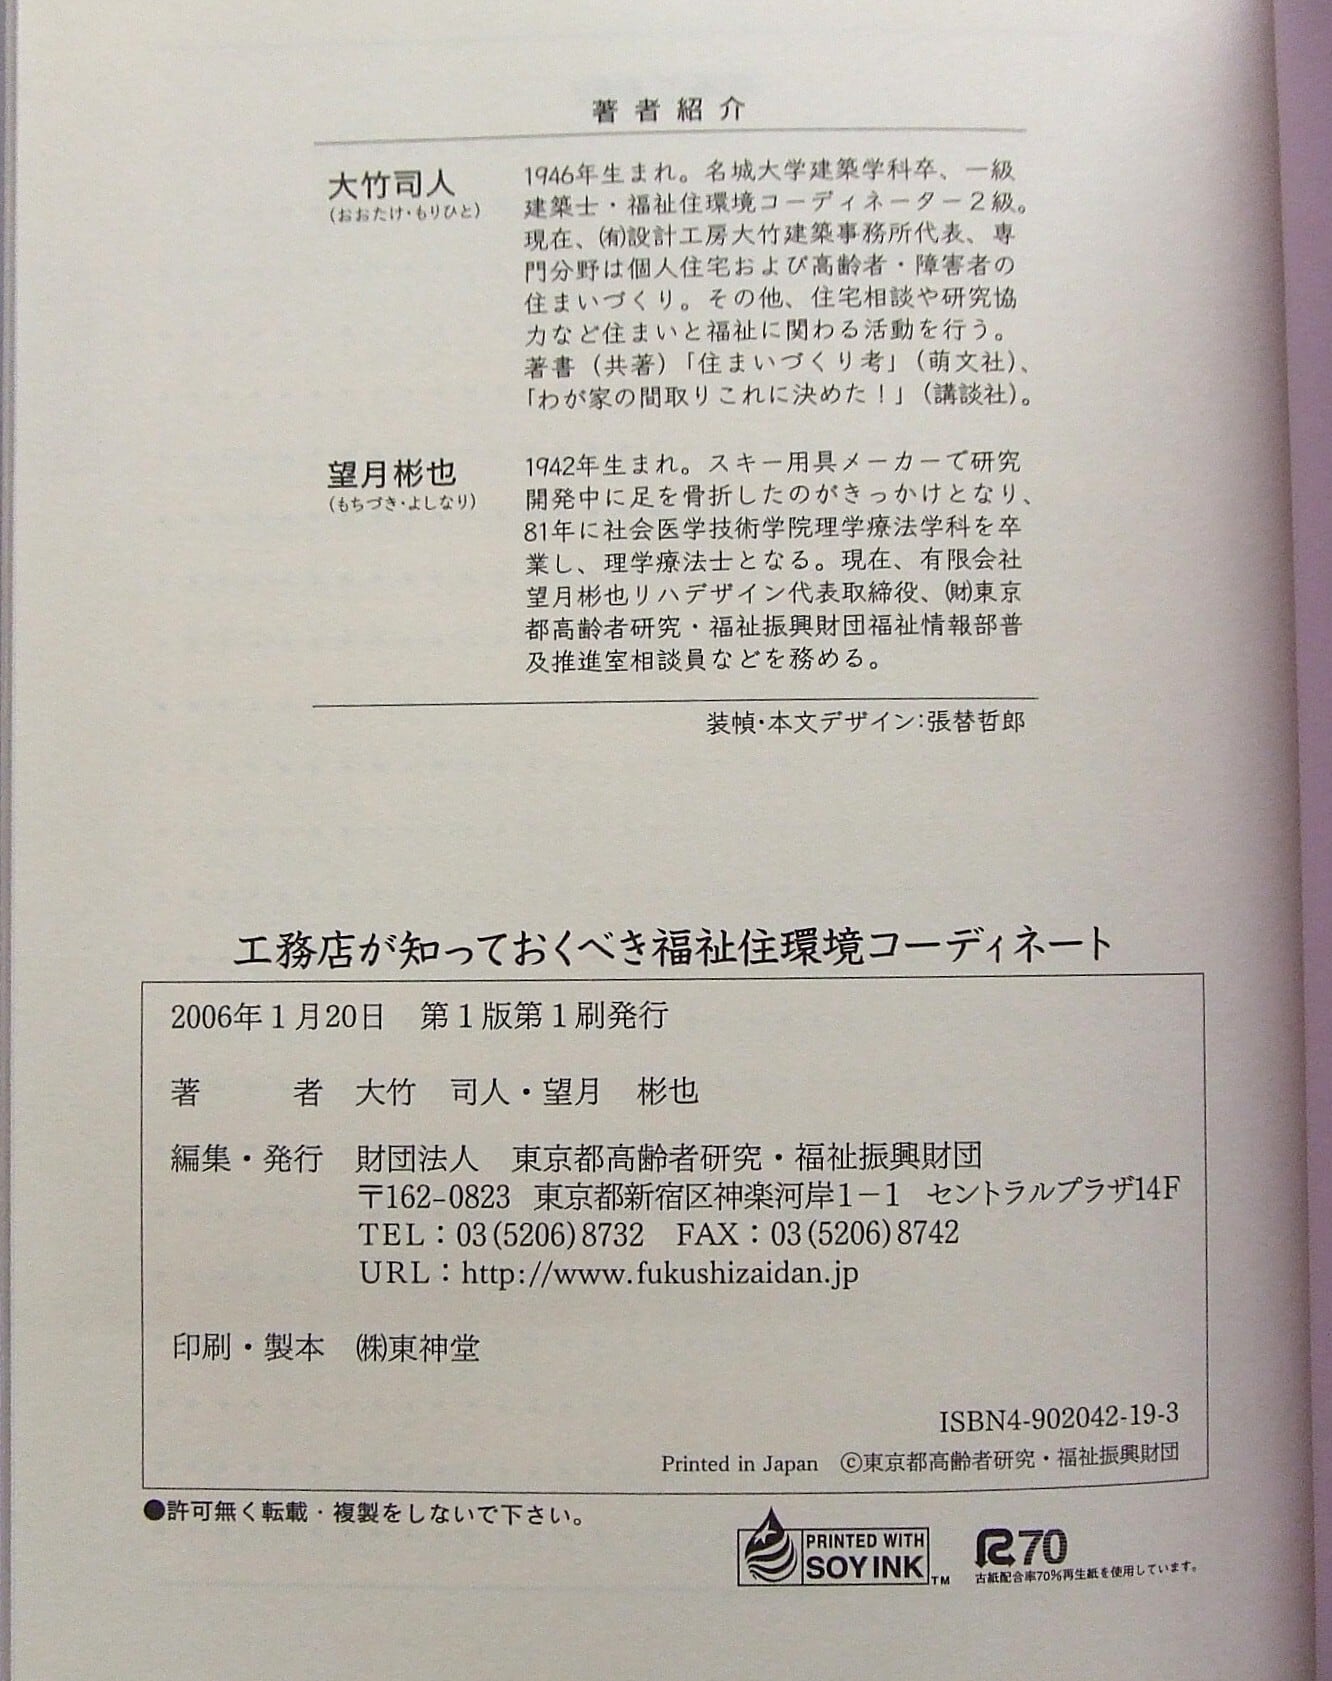 著者紹介
大竹司人
(おおたけ・もりひと)
1946年生まれ。名城大学建築学科卒、一級
建築士・福祉住環境コーディネーター２級。
現在、㈲設計工房大竹建築事務所代表、専
門分野は個人住宅および高齢者・障害者の
住まいづくり。その他、住宅相談や研究協
力など住まいと福祉に関わる活動を行う。
著書（共著）「住まいづくり考」（萌文社）、
「わが家の間取りこれに決めた！」（講談社）。
望月彬也
(もちづき・よしなり)
1942年生まれ。スキー用具メーカーで研究
開発中に足を骨折したのがきっかけとなり、
81年に社会医学技術学院理学療法学科を卒
業し、理学療法士となる。現在、有限会社
望月彬也リハデザイン代表取締役、㈶東京
都高齢者研究・福祉振興財団福祉情報部普
及推進室相談員などを務める。
装幀・本文デザイン：張替哲郎
工務店が知っておくべき福祉住環境コーディネート
2006年１月20日　第１版第１刷発行
著　　　者　大竹　司人・望月　彬也
編集・発行　財団法人　東京都高齢者研究・福祉振興財団
〒162-0823　東京都新宿区神楽河岸１－１　セントラルプラザ14F
TEL：03(5206)8732　FAX：03(5206)8742
URL：http://www.fukushizaidan.jp
印刷・製本　㈱東神堂
ISBN4-902042-19-3
Printed in Japan　©東京都高齢者研究・福祉振興財団
●許可無く転載・複製をしないで下さい。
PRINTED WITH
SOY INK™
R70
古紙配合率70％再生紙を使用しています。